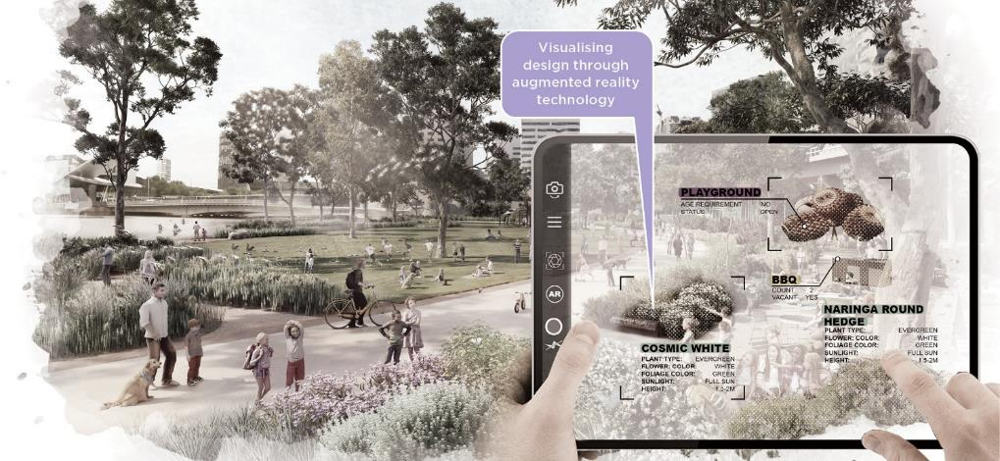 Visualising
design through
augmented reality
technology
PLAYGROUND
AGE REQUIREMENT NO
STATUS OPEN
BBQ
COUNT 2
VACANT YES
NARINGA ROUND
HEDGE
PLANT TYPE: EVERGREEN
FLOWER COLOR: WHITE
FOLIAGE COLOR: GREEN
SUNLIGHT: FULL SUN
HEIGHT: 1.5-2M
COSMIC WHITE
PLANT TYPE: EVERGREEN
FLOWER: COLOR: WHITE
FOLIAGE COLOR: GREEN
SUNLIGHT: FULL SUN
HEIGHT: 1.5-2M
AR